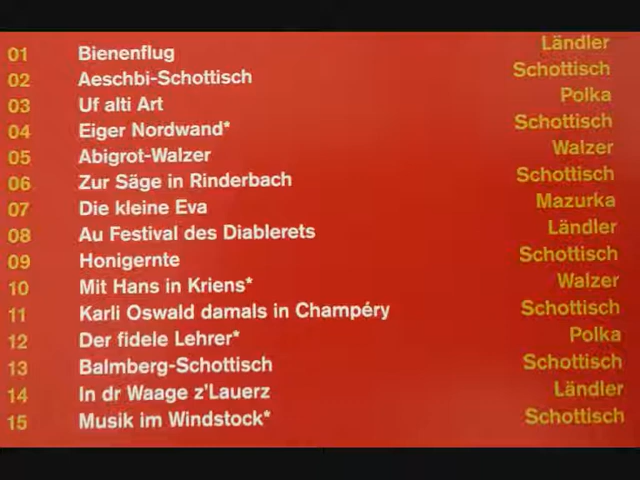 01 Bienenflug Ländler
02 Aeschbi-Schottisch Schottisch
03 Uf alti Art Polka
04 Eiger Nordwand* Schottisch
05 Abigrot-Walzer Walzer
06 Zur Säge in Rinderbach Schottisch
07 Die kleine Eva Mazurka
08 Au Festival des Diablerets Ländler
09 Honigernte Schottisch
10 Mit Hans in Kriens* Walzer
11 Karli Oswald damals in Champéry Schottisch
12 Der fidele Lehrer* Polka
13 Balmberg-Schottisch Schottisch
14 In dr Waage z'Lauerz Ländler
15 Musik im Windstock* Schottisch